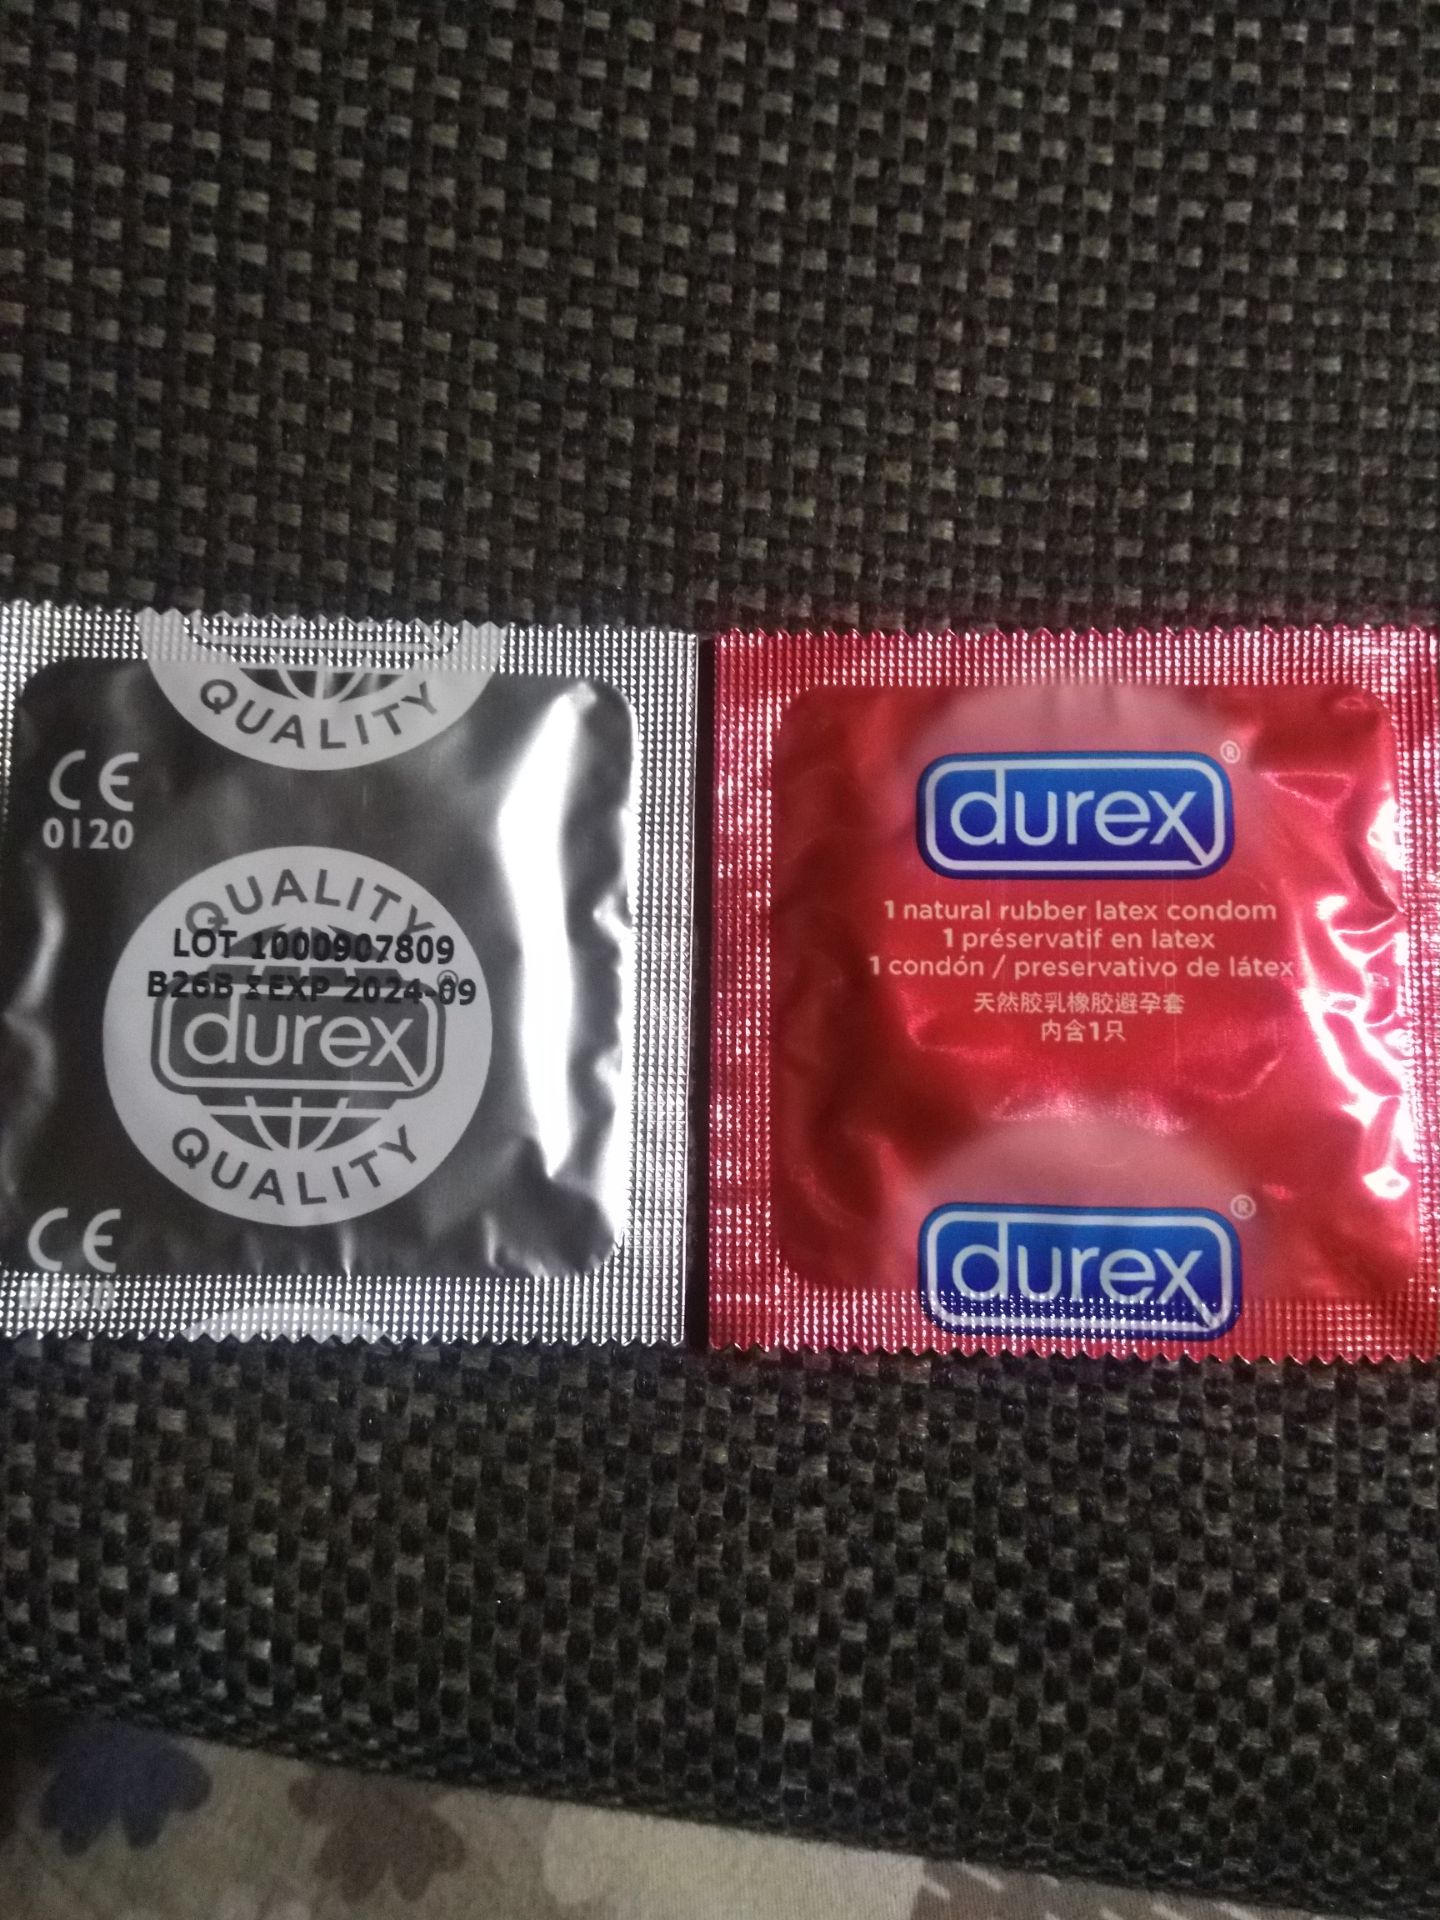 QUALITY
CE
0120
QUALITY
LOT 1000907809
B26B EXP 2024-09
durex®
QUALITY
CE
durex®
1 natural rubber latex condom
1 préservatif en latex
1 condón / preservativo de látex
天然胶乳橡胶避孕套
内含1只
durex®